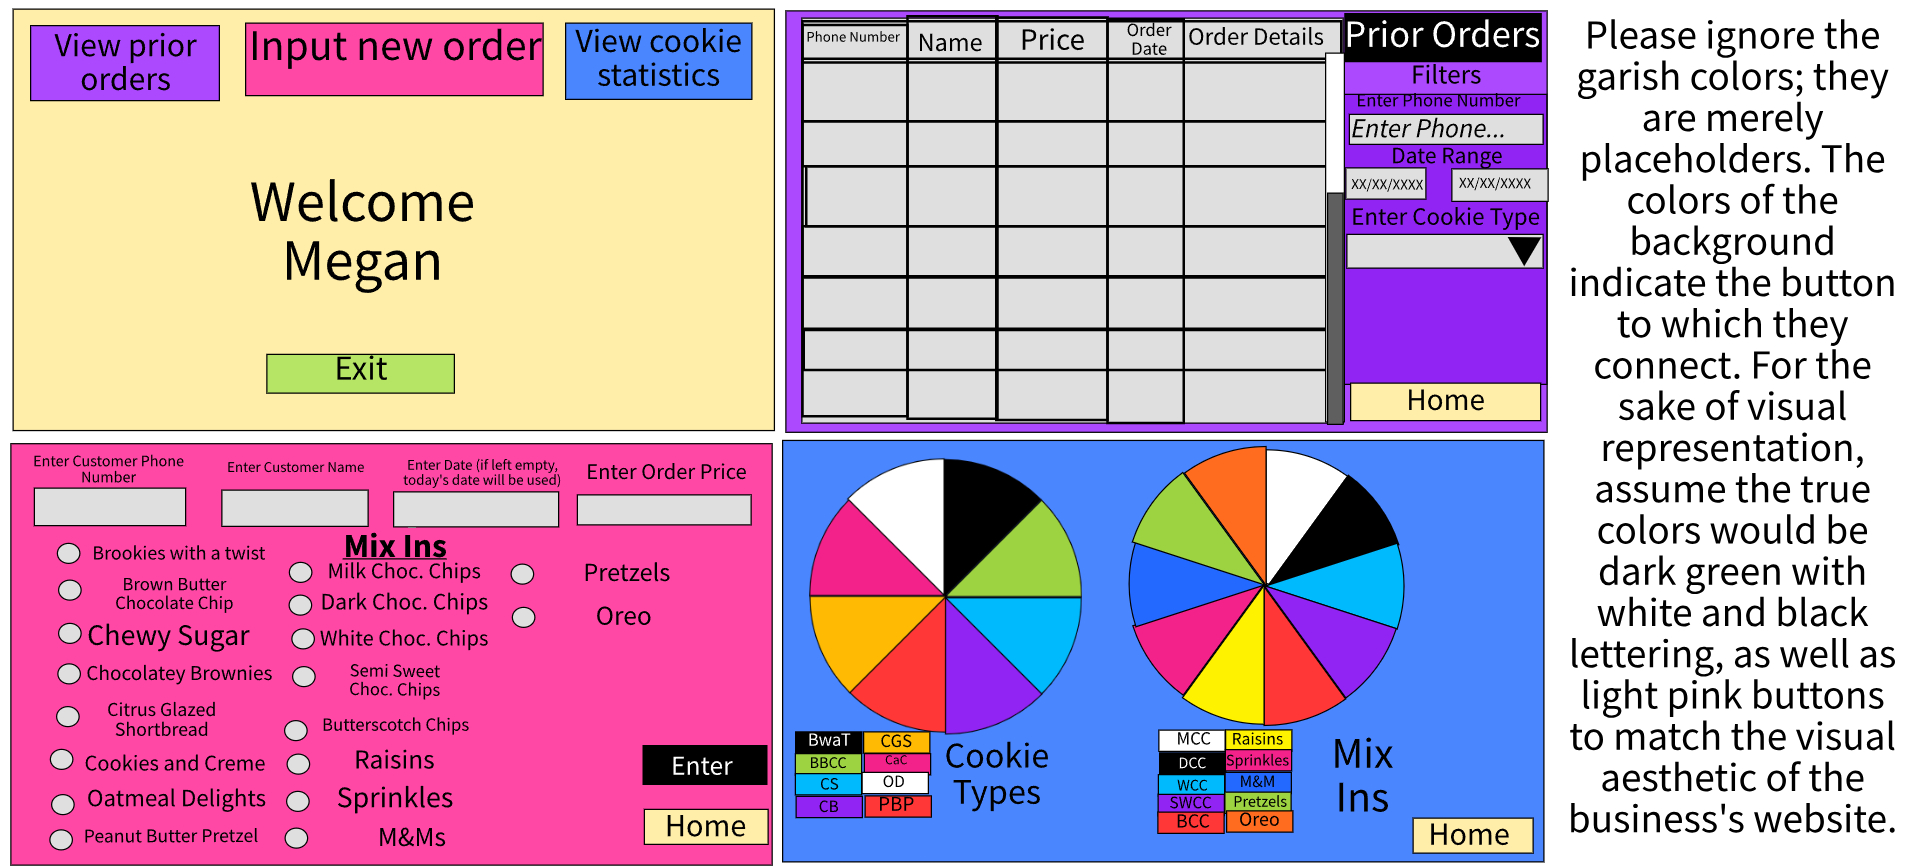 View prior
orders
Input new order
View cookie
statistics
Welcome
Megan
Exit
Phone Number
Name
Price
Order
Date
Order Details
Prior Orders
Filters
Enter Phone Number
Enter Phone...
Date Range
XX/XX/XXXX
XX/XX/XXXX
Enter Cookie Type
Home
Enter Customer Phone
Number
Enter Customer Name
Enter Date (if left empty,
today's date will be used)
Enter Order Price
Brookies with a twist
Brown Butter
Chocolate Chip
Chewy Sugar
Chocolatey Brownies
Citrus Glazed
Shortbread
Cookies and Creme
Oatmeal Delights
Peanut Butter Pretzel
Mix Ins
Milk Choc. Chips
Dark Choc. Chips
White Choc. Chips
Semi Sweet
Choc. Chips
Butterscotch Chips
Raisins
Sprinkles
M&Ms
Pretzels
Oreo
Enter
Home
BwaT
CGS
BBCC
CaC
CS
OD
CB
PBP
Cookie
Types
MCC
Raisins
DCC
Sprinkles
WCC
M&M
SWCC
Pretzels
BCC
Oreo
Mix
Ins
Home
Please ignore the
garish colors; they
are merely
placeholders. The
colors of the
background
indicate the button
to which they
connect. For the
sake of visual
representation,
assume the true
colors would be
dark green with
white and black
lettering, as well as
light pink buttons
to match the visual
aesthetic of the
business's website.